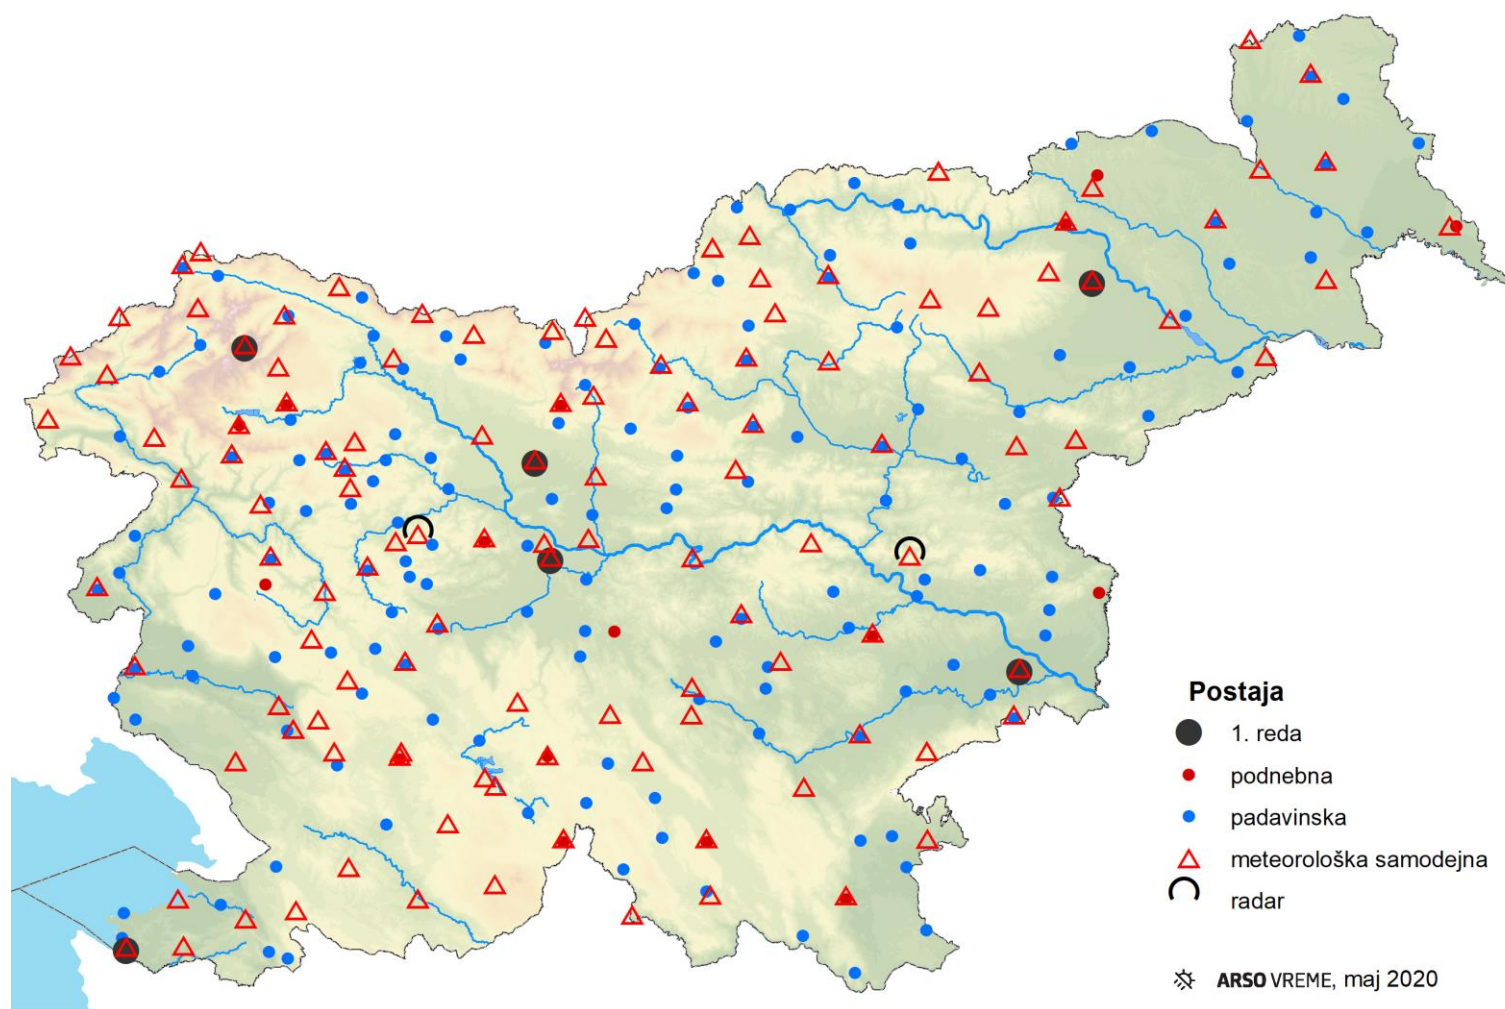 Postaja
1. reda
podnebna
padavinska
meteorološka samodejna
radar
ARSO VREME, maj 2020